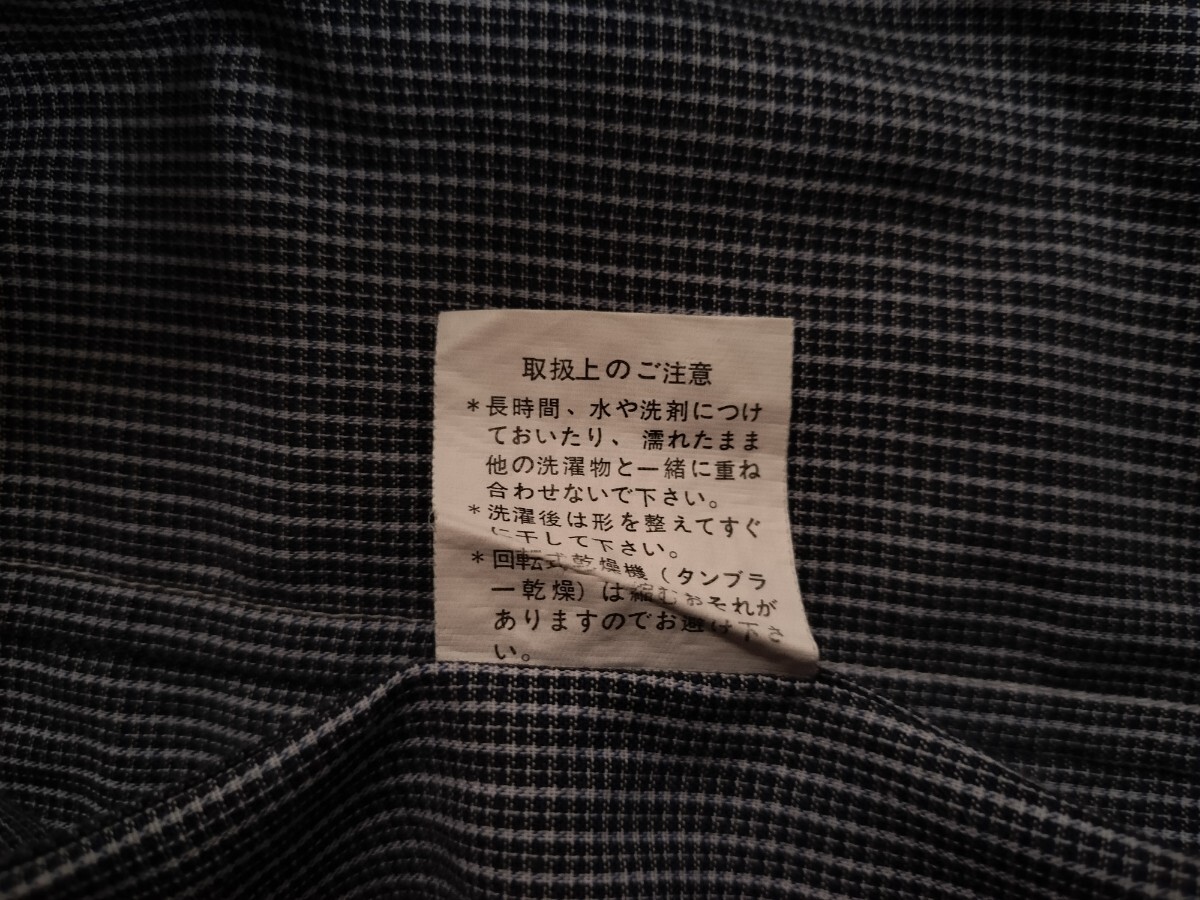 取扱上のご注意
*長時間、水や洗剤につけ
ておいたり、濡れたまま
他の洗濯物と一緒に重ね
合わせないで下さい。
*洗濯後は形を整えてすぐ
に干して下さい。
*回転式乾燥機(タンブラ
ー乾燥)は縮むおそれが
ありますのでお避け下さ
い。